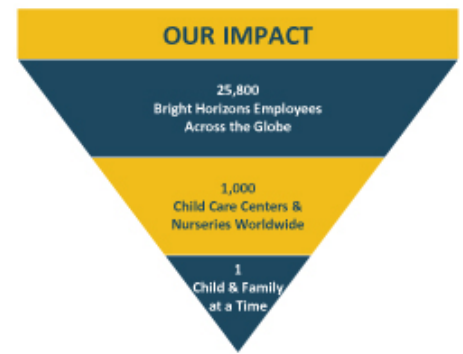 OUR IMPACT
25,800
Bright Horizons Employees
Across the Globe
1,000
Child Care Centers &
Nurseries Worldwide
1
Child & Family
at a Time